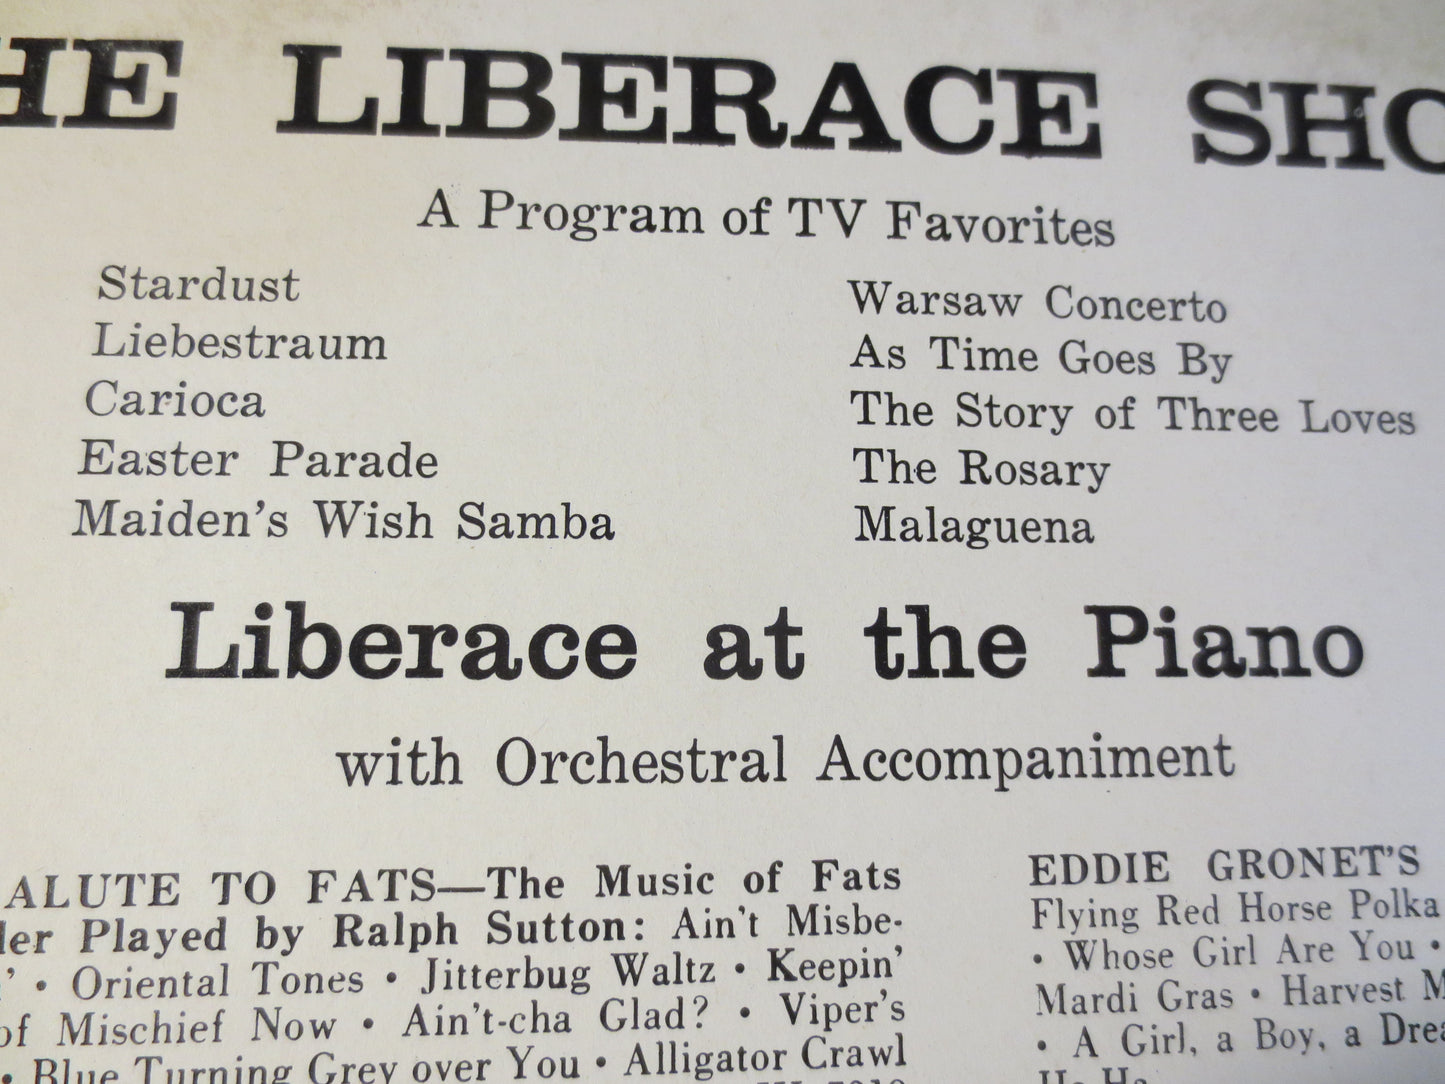 THE LIBERACE SHO
A Program of TV Favorites
Stardust
Liebestraum
Carioca
Easter Parade
Maiden's Wish Samba
Warsaw Concerto
As Time Goes By
The Story of Three Loves
The Rosary
Malaguena
Liberace at the Piano
with Orchestral Accompaniment
ALUTE TO FATS—The Music of Fats
ler Played by Ralph Sutton: Ain't Misbe-
' • Oriental Tones • Jitterbug Waltz • Keepin'
of Mischief Now • Ain't-cha Glad? • Viper's
• Blue Turning Grey over You • Alligator Crawl
EDDIE GRONET'S
Flying Red Horse Polka
• Whose Girl Are You •
Mardi Gras • Harvest M
• A Girl, a Boy, a Drea
Ha Ha